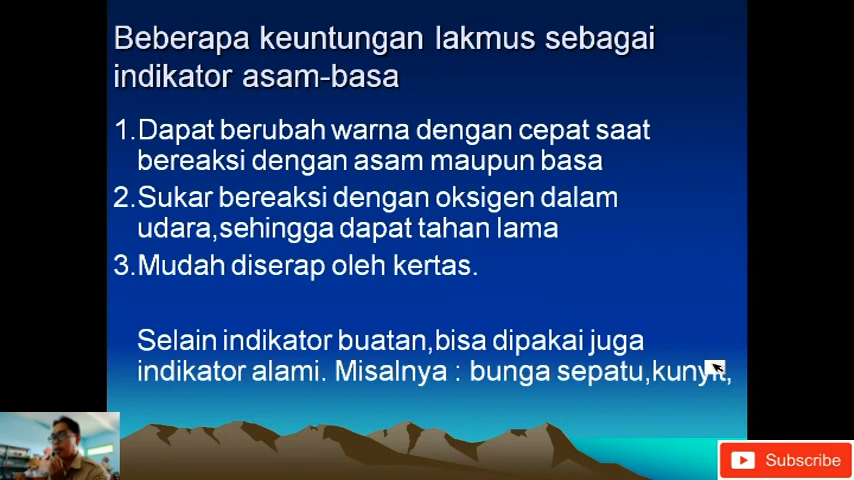 Beberapa keuntungan lakmus sebagai
indikator asam-basa
1.Dapat berubah warna dengan cepat saat
bereaksi dengan asam maupun basa
2.Sukar bereaksi dengan oksigen dalam
udara,sehingga dapat tahan lama
3.Mudah diserap oleh kertas.
Selain indikator buatan,bisa dipakai juga
indikator alami. Misalnya : bunga sepatu,kunyit,
Subscribe